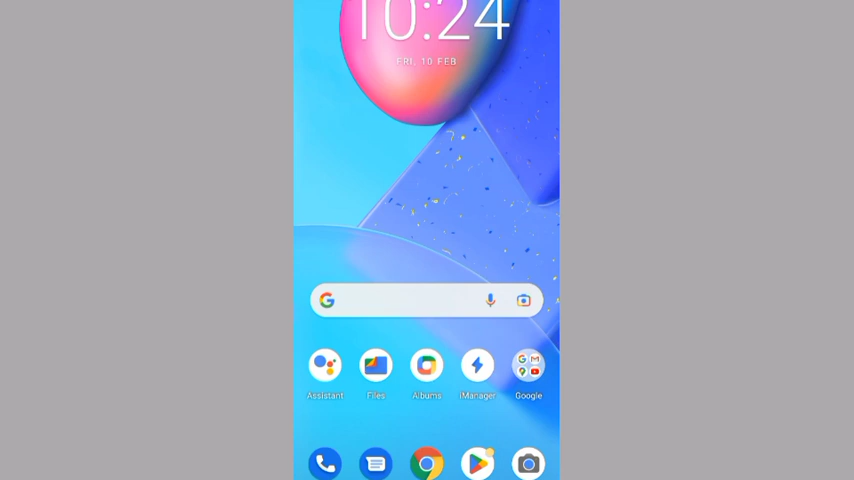 10:24
FRI, 10 FEB
Assistant
Files
Albums
iManager
Google